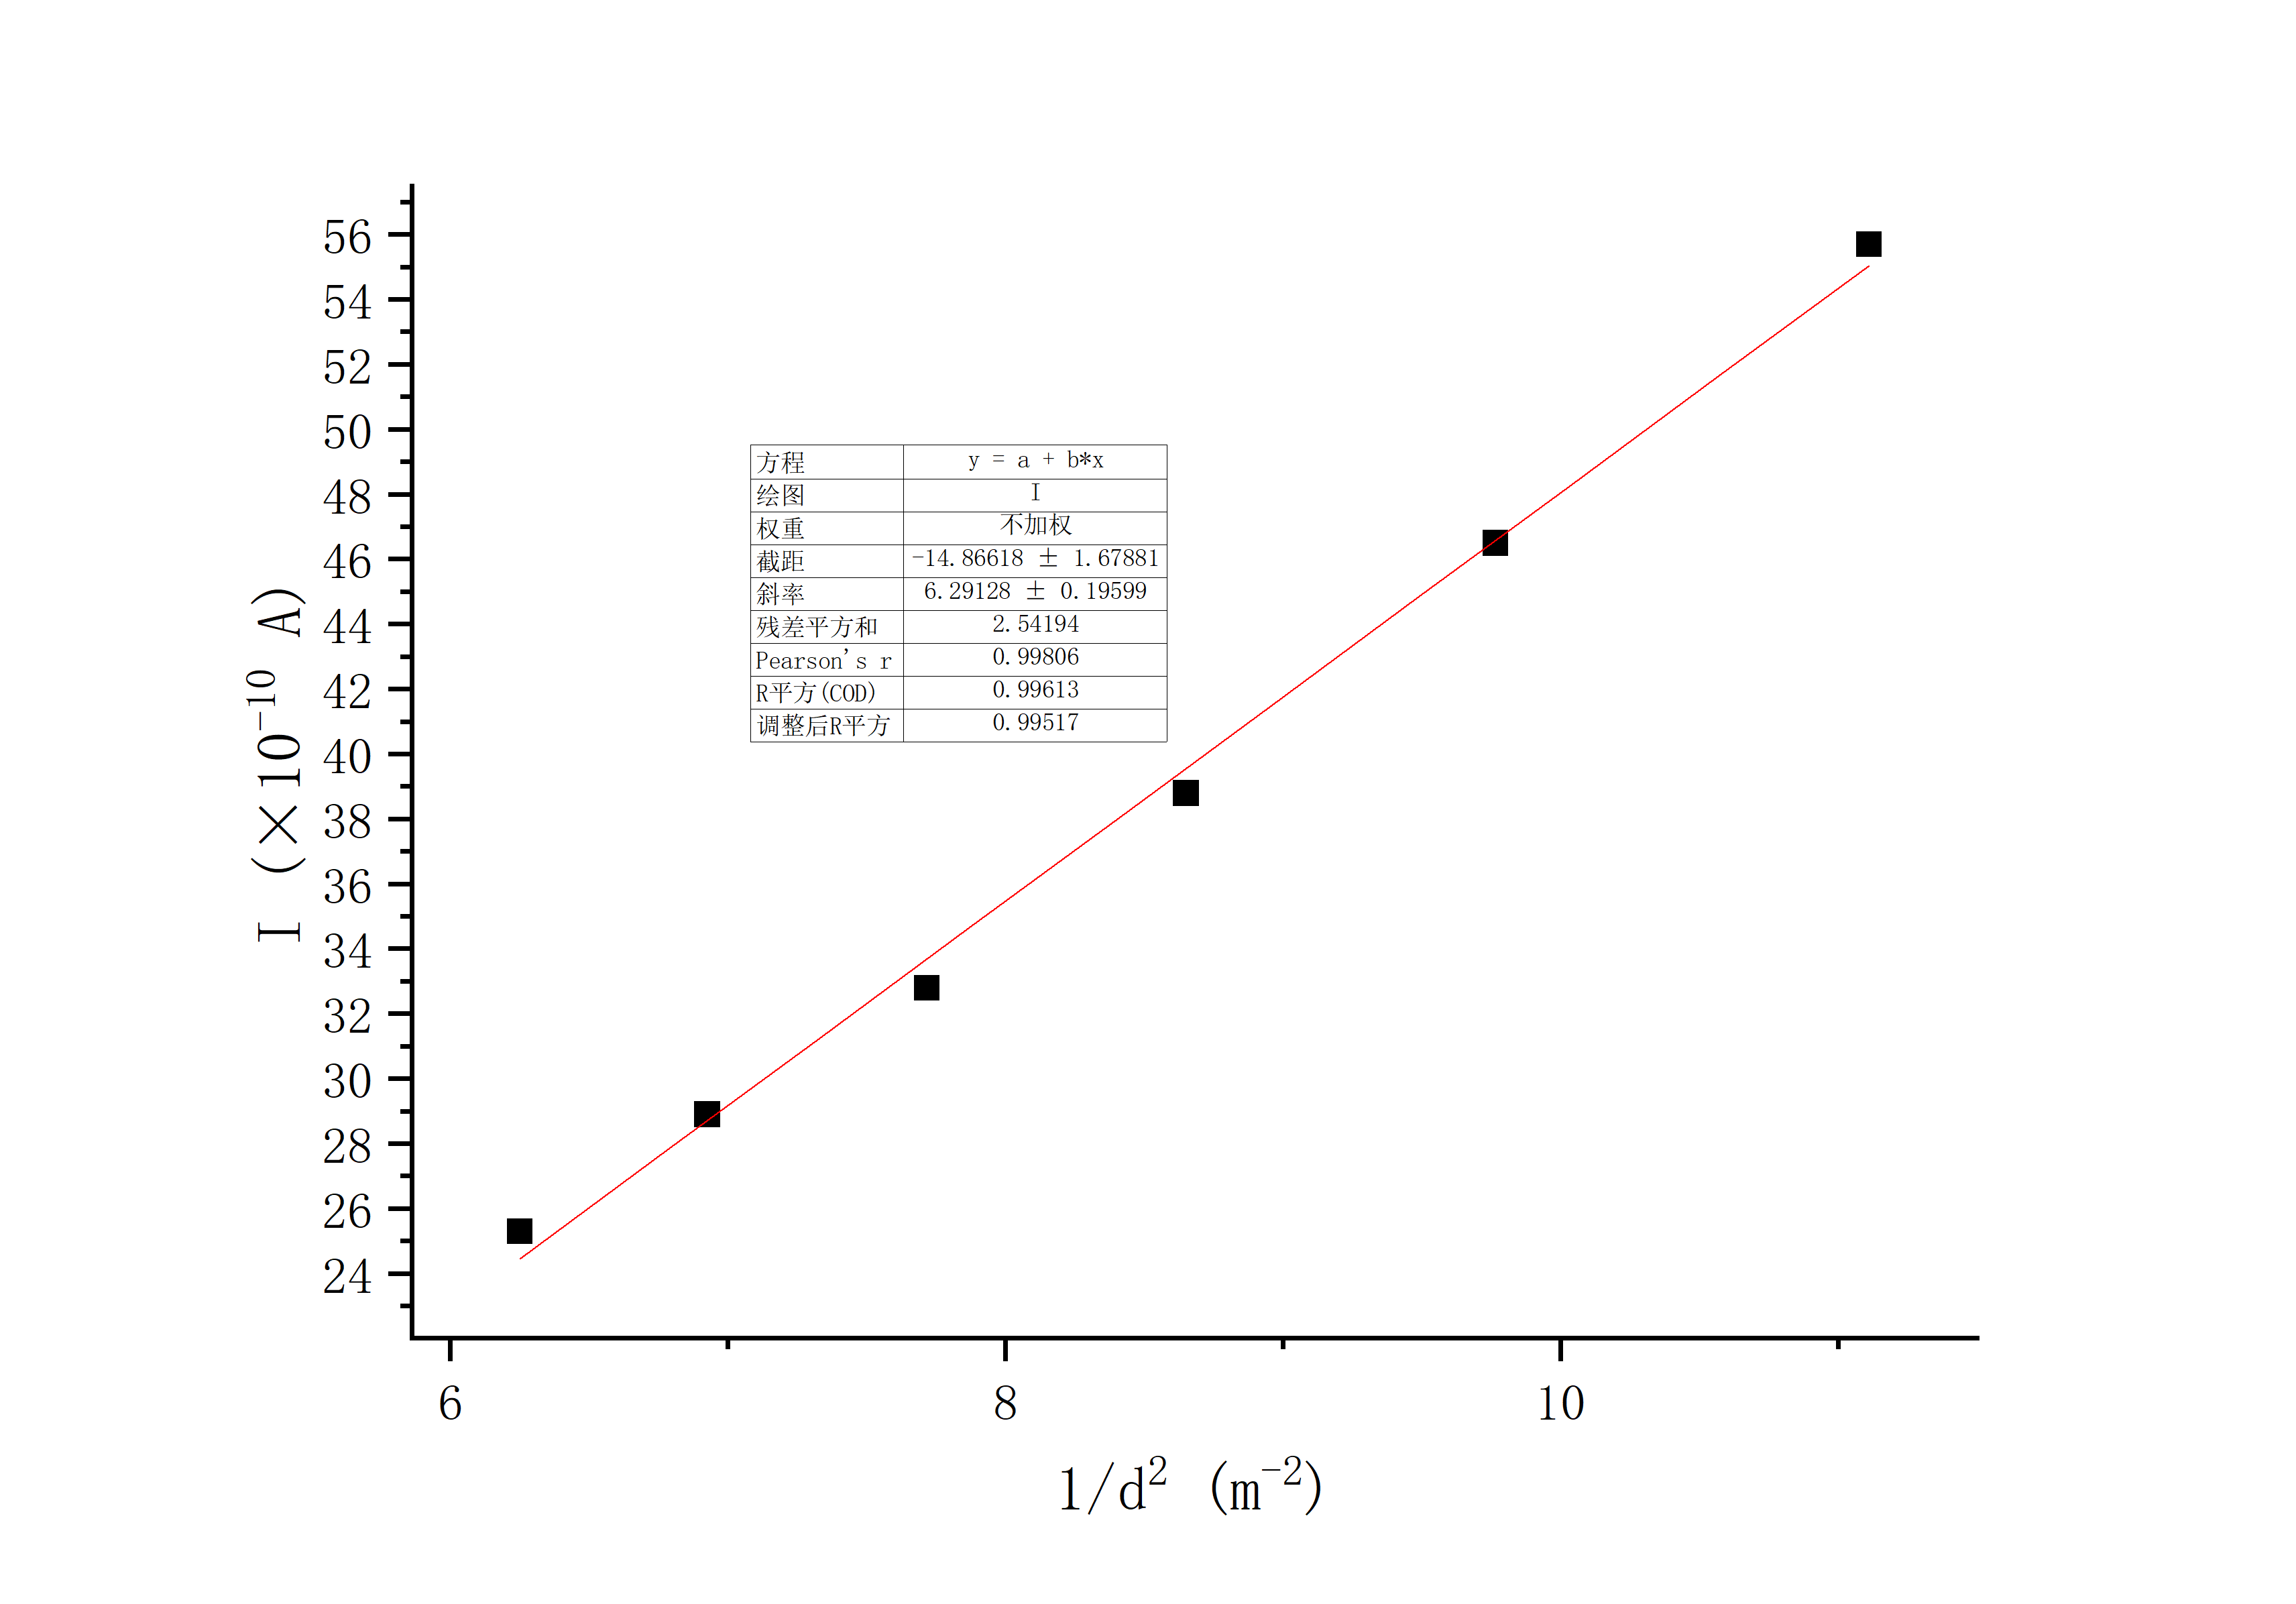 56
54
52
50
48
46
44
42
40
38
36
34
32
30
28
26
24
I (×10⁻¹⁰ A)
方程 y = a + b*x
绘图 I
权重 不加权
截距 -14.86618 ± 1.67881
斜率 6.29128 ± 0.19599
残差平方和 2.54194
Pearson's r 0.99806
R平方(COD) 0.99613
调整后R平方 0.99517
6 8 10
1/d² (m⁻²)